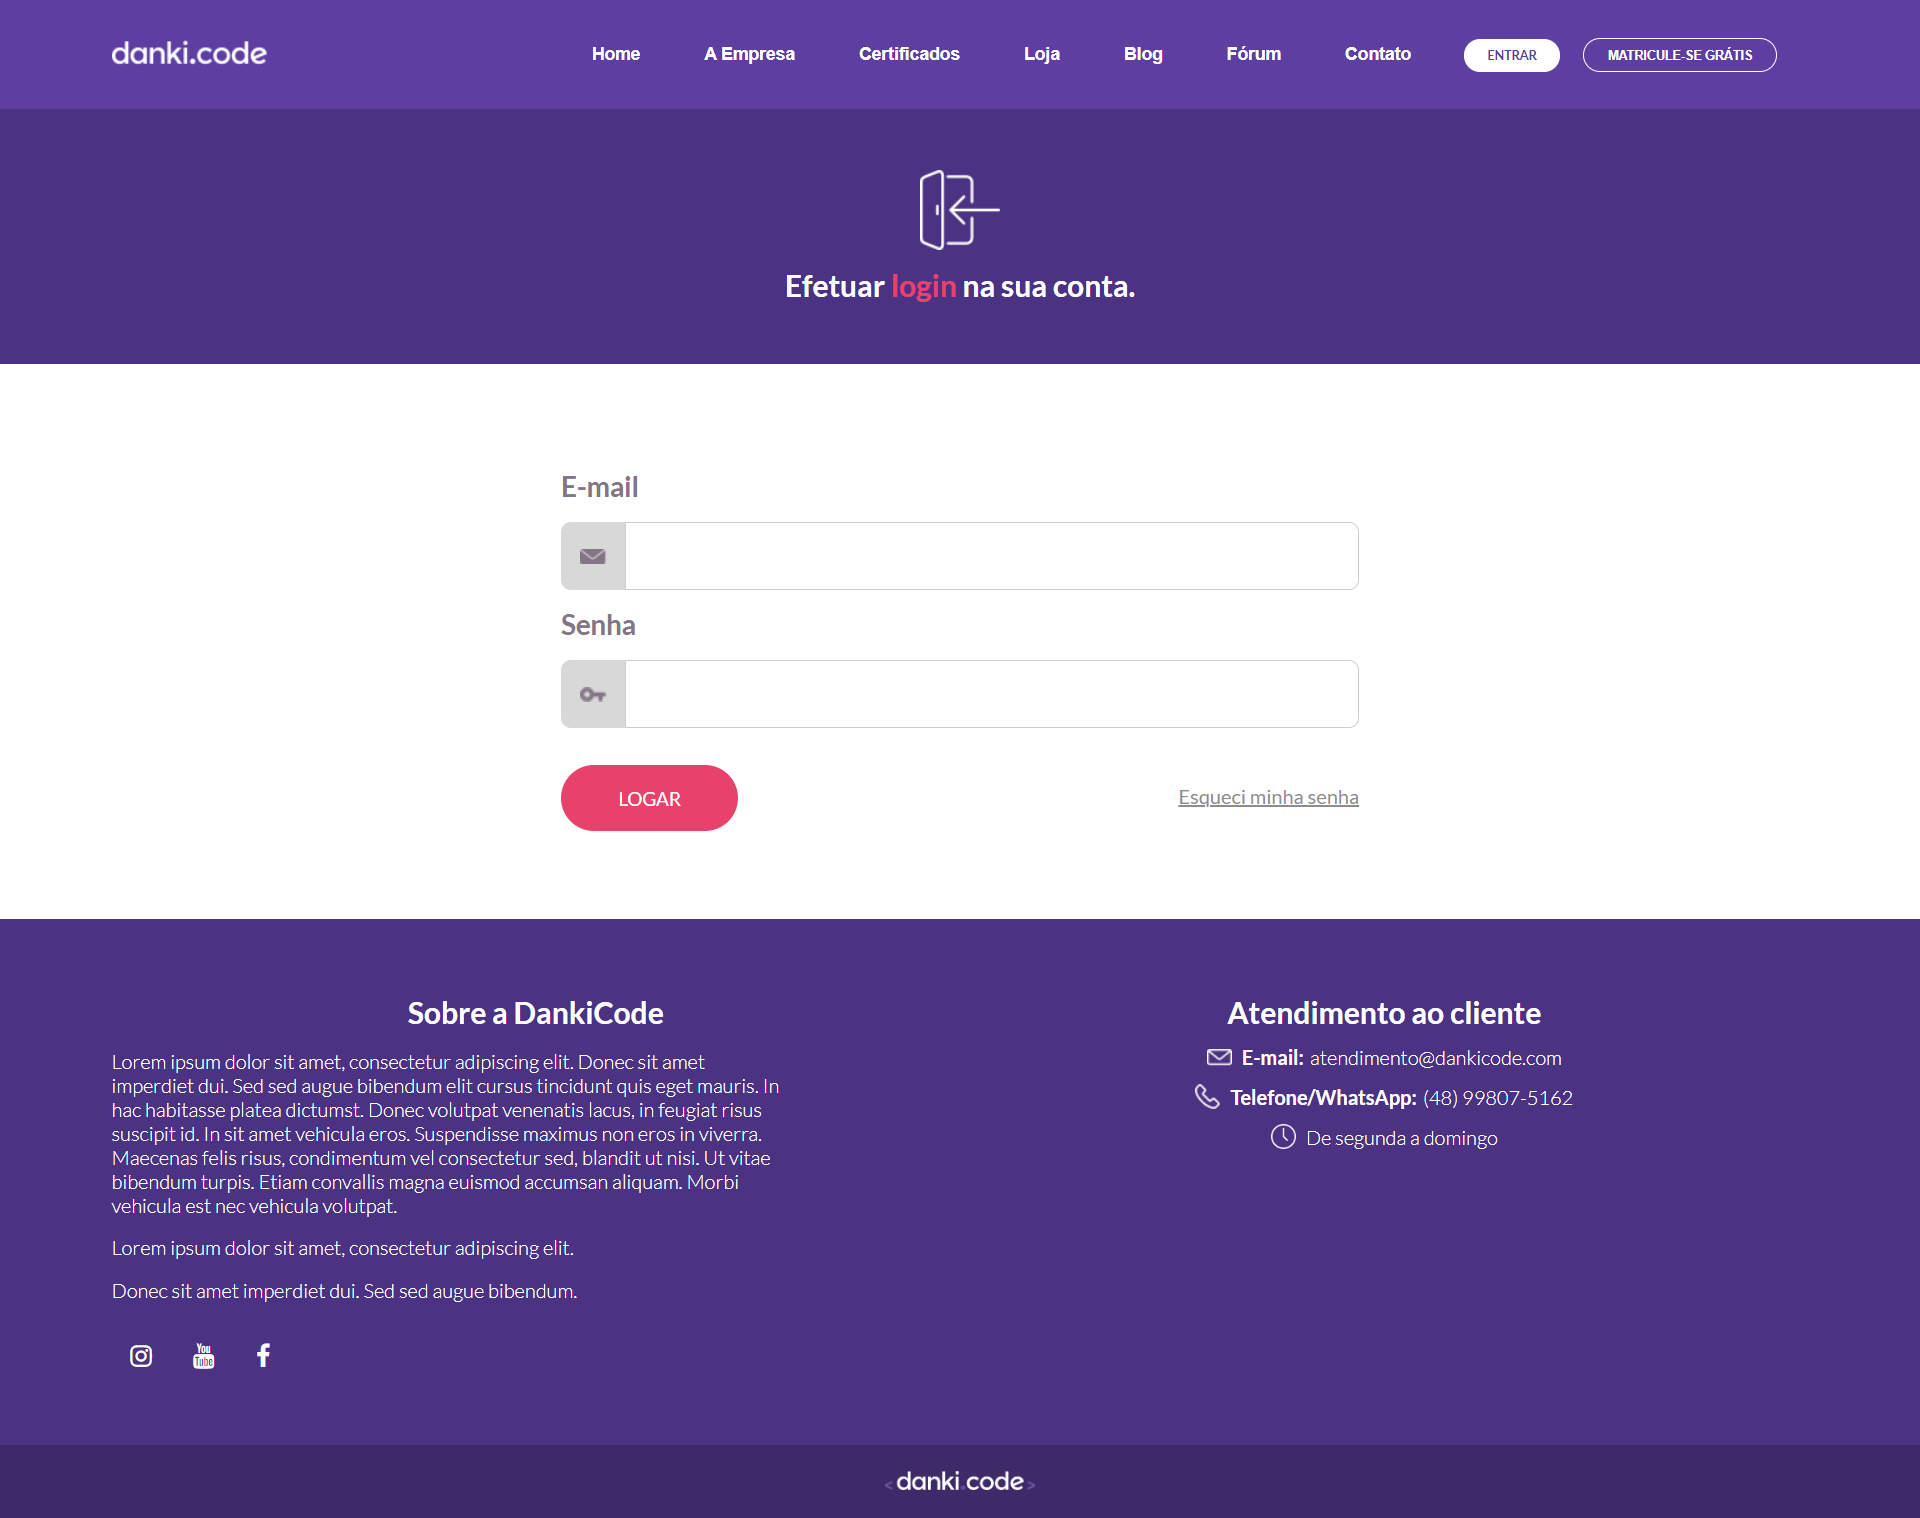 danki.code
Home
A Empresa
Certificados
Loja
Blog
Fórum
Contato
ENTRAR
MATRICULE-SE GRÁTIS
Efetuar login na sua conta.
E-mail
Senha
LOGAR
Esqueci minha senha
Sobre a DankiCode
Lorem ipsum dolor sit amet, consectetur adipiscing elit. Donec sit amet
imperdiet dui. Sed sed augue bibendum elit cursus tincidunt quis eget mauris. In
hac habitasse platea dictumst. Donec volutpat venenatis lacus, in feugiat risus
suscipit id. In sit amet vehicula eros. Suspendisse maximus non eros in viverra.
Maecenas felis risus, condimentum vel consectetur sed, blandit ut nisi. Ut vitae
bibendum turpis. Etiam convallis magna euismod accumsan aliquam. Morbi
vehicula est nec vehicula volutpat.
Lorem ipsum dolor sit amet, consectetur adipiscing elit.
Donec sit amet imperdiet dui. Sed sed augue bibendum.
You
Tube
Atendimento ao cliente
E-mail: atendimento@dankicode.com
Telefone/WhatsApp: (48) 99807-5162
De segunda a domingo
<danki.code>